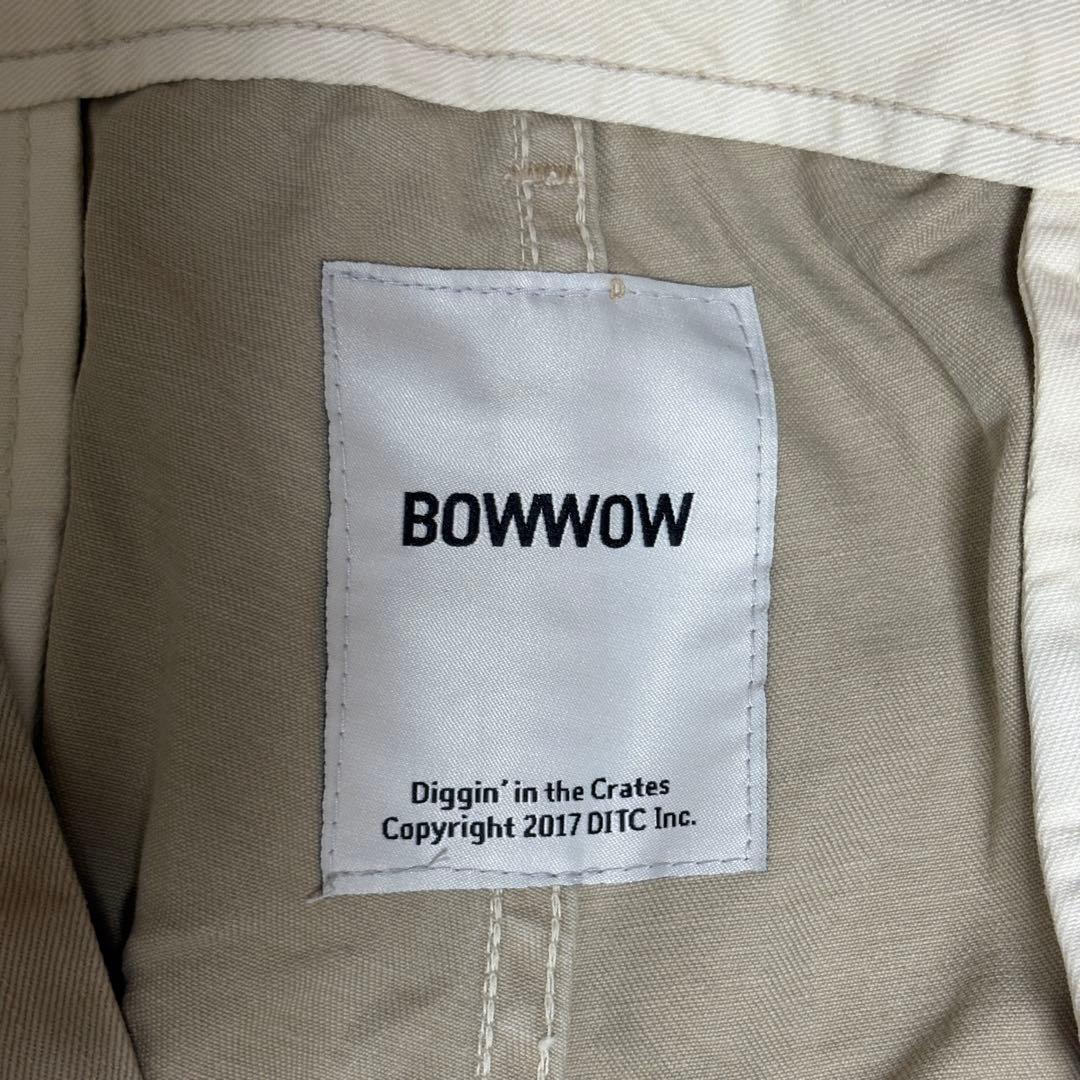 BOWWOW
Diggin' in the Crates
Copyright 2017 DITC Inc.